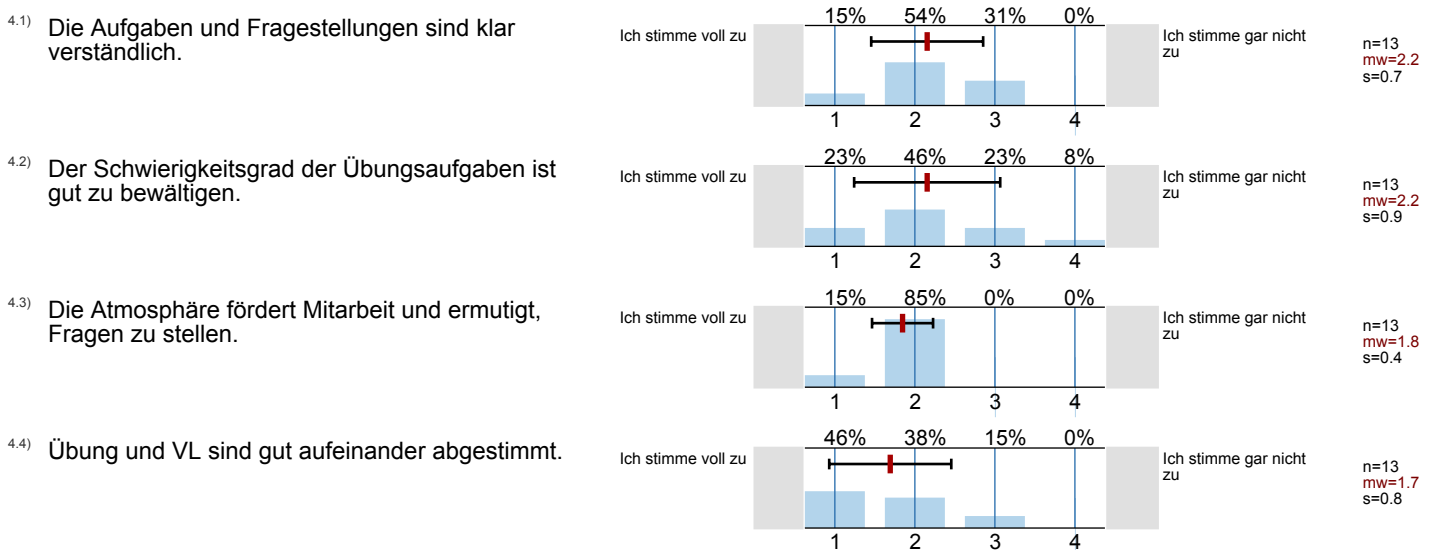 4.1) Die Aufgaben und Fragestellungen sind klar
verständlich.
Ich stimme voll zu
15% 54% 31% 0%
1 2 3 4
Ich stimme gar nicht
zu
n=13
mw=2.2
s=0.7
4.2) Der Schwierigkeitsgrad der Übungsaufgaben ist
gut zu bewältigen.
Ich stimme voll zu
23% 46% 23% 8%
1 2 3 4
Ich stimme gar nicht
zu
n=13
mw=2.2
s=0.9
4.3) Die Atmosphäre fördert Mitarbeit und ermutigt,
Fragen zu stellen.
Ich stimme voll zu
15% 85% 0% 0%
1 2 3 4
Ich stimme gar nicht
zu
n=13
mw=1.8
s=0.4
4.4) Übung und VL sind gut aufeinander abgestimmt.
Ich stimme voll zu
46% 38% 15% 0%
1 2 3 4
Ich stimme gar nicht
zu
n=13
mw=1.7
s=0.8